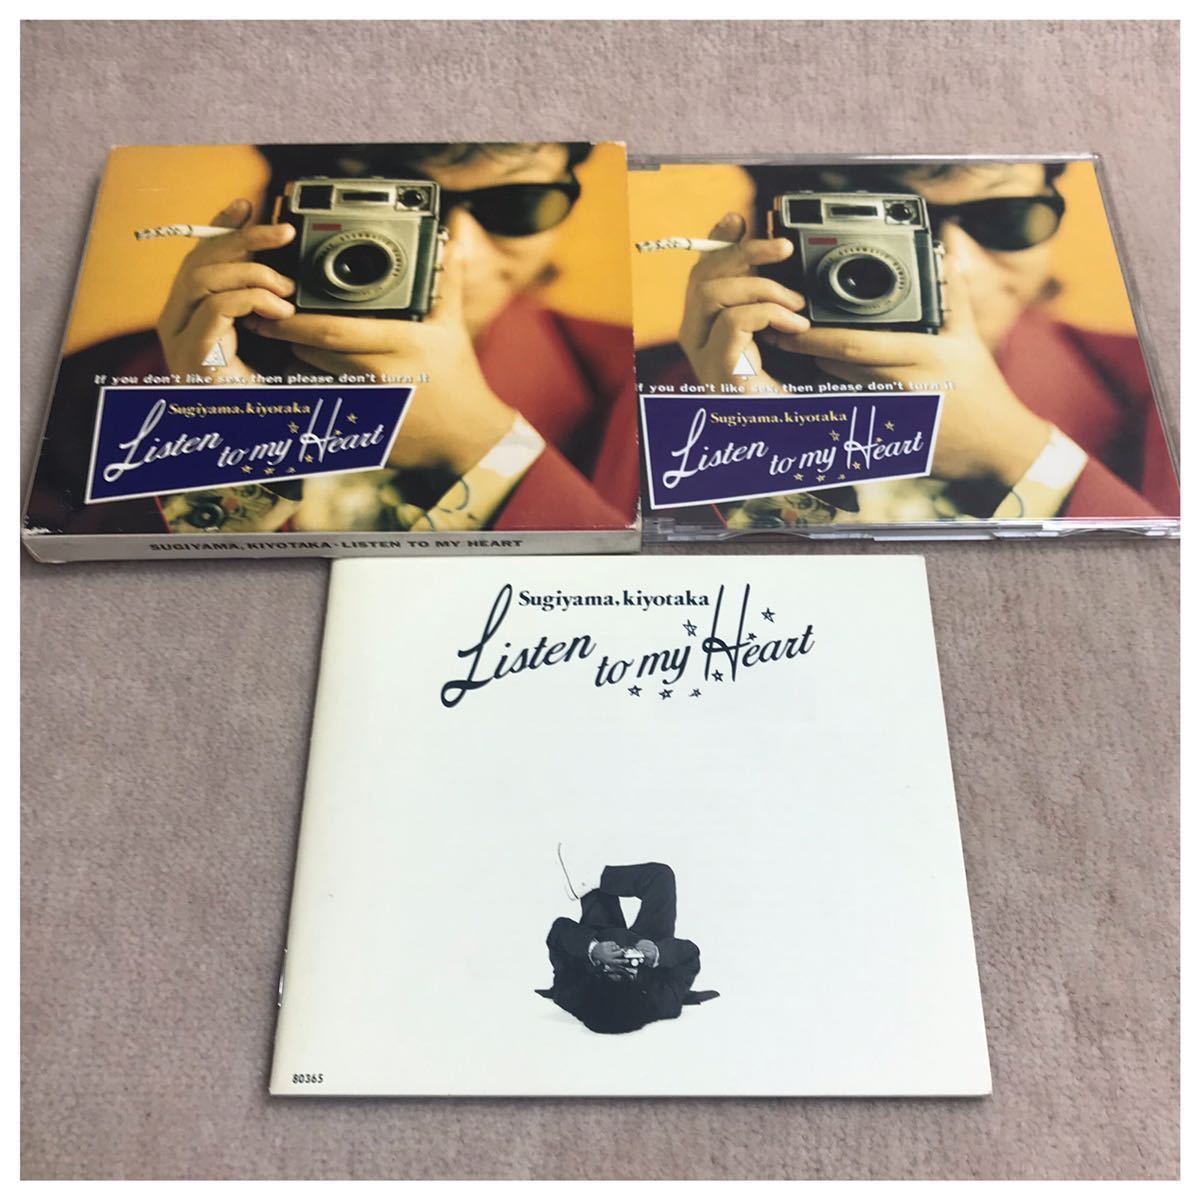 If you don't like sex, then please don't turn it
Sugiyama, kiyotaka
Listen to my Heart
SUGIYAMA, KIYOTAKA · LISTEN TO MY HEART
If you don't like sex, then please don't turn it
Sugiyama, kiyotaka
Listen to my Heart
Sugiyama, kiyotaka
Listen to my Heart
80365